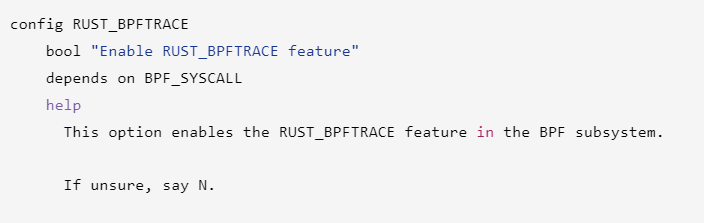 config RUST_BPFTRACE
bool "Enable RUST_BPFTRACE feature"
depends on BPF_SYSCALL
help
This option enables the RUST_BPFTRACE feature in the BPF subsystem.
If unsure, say N.